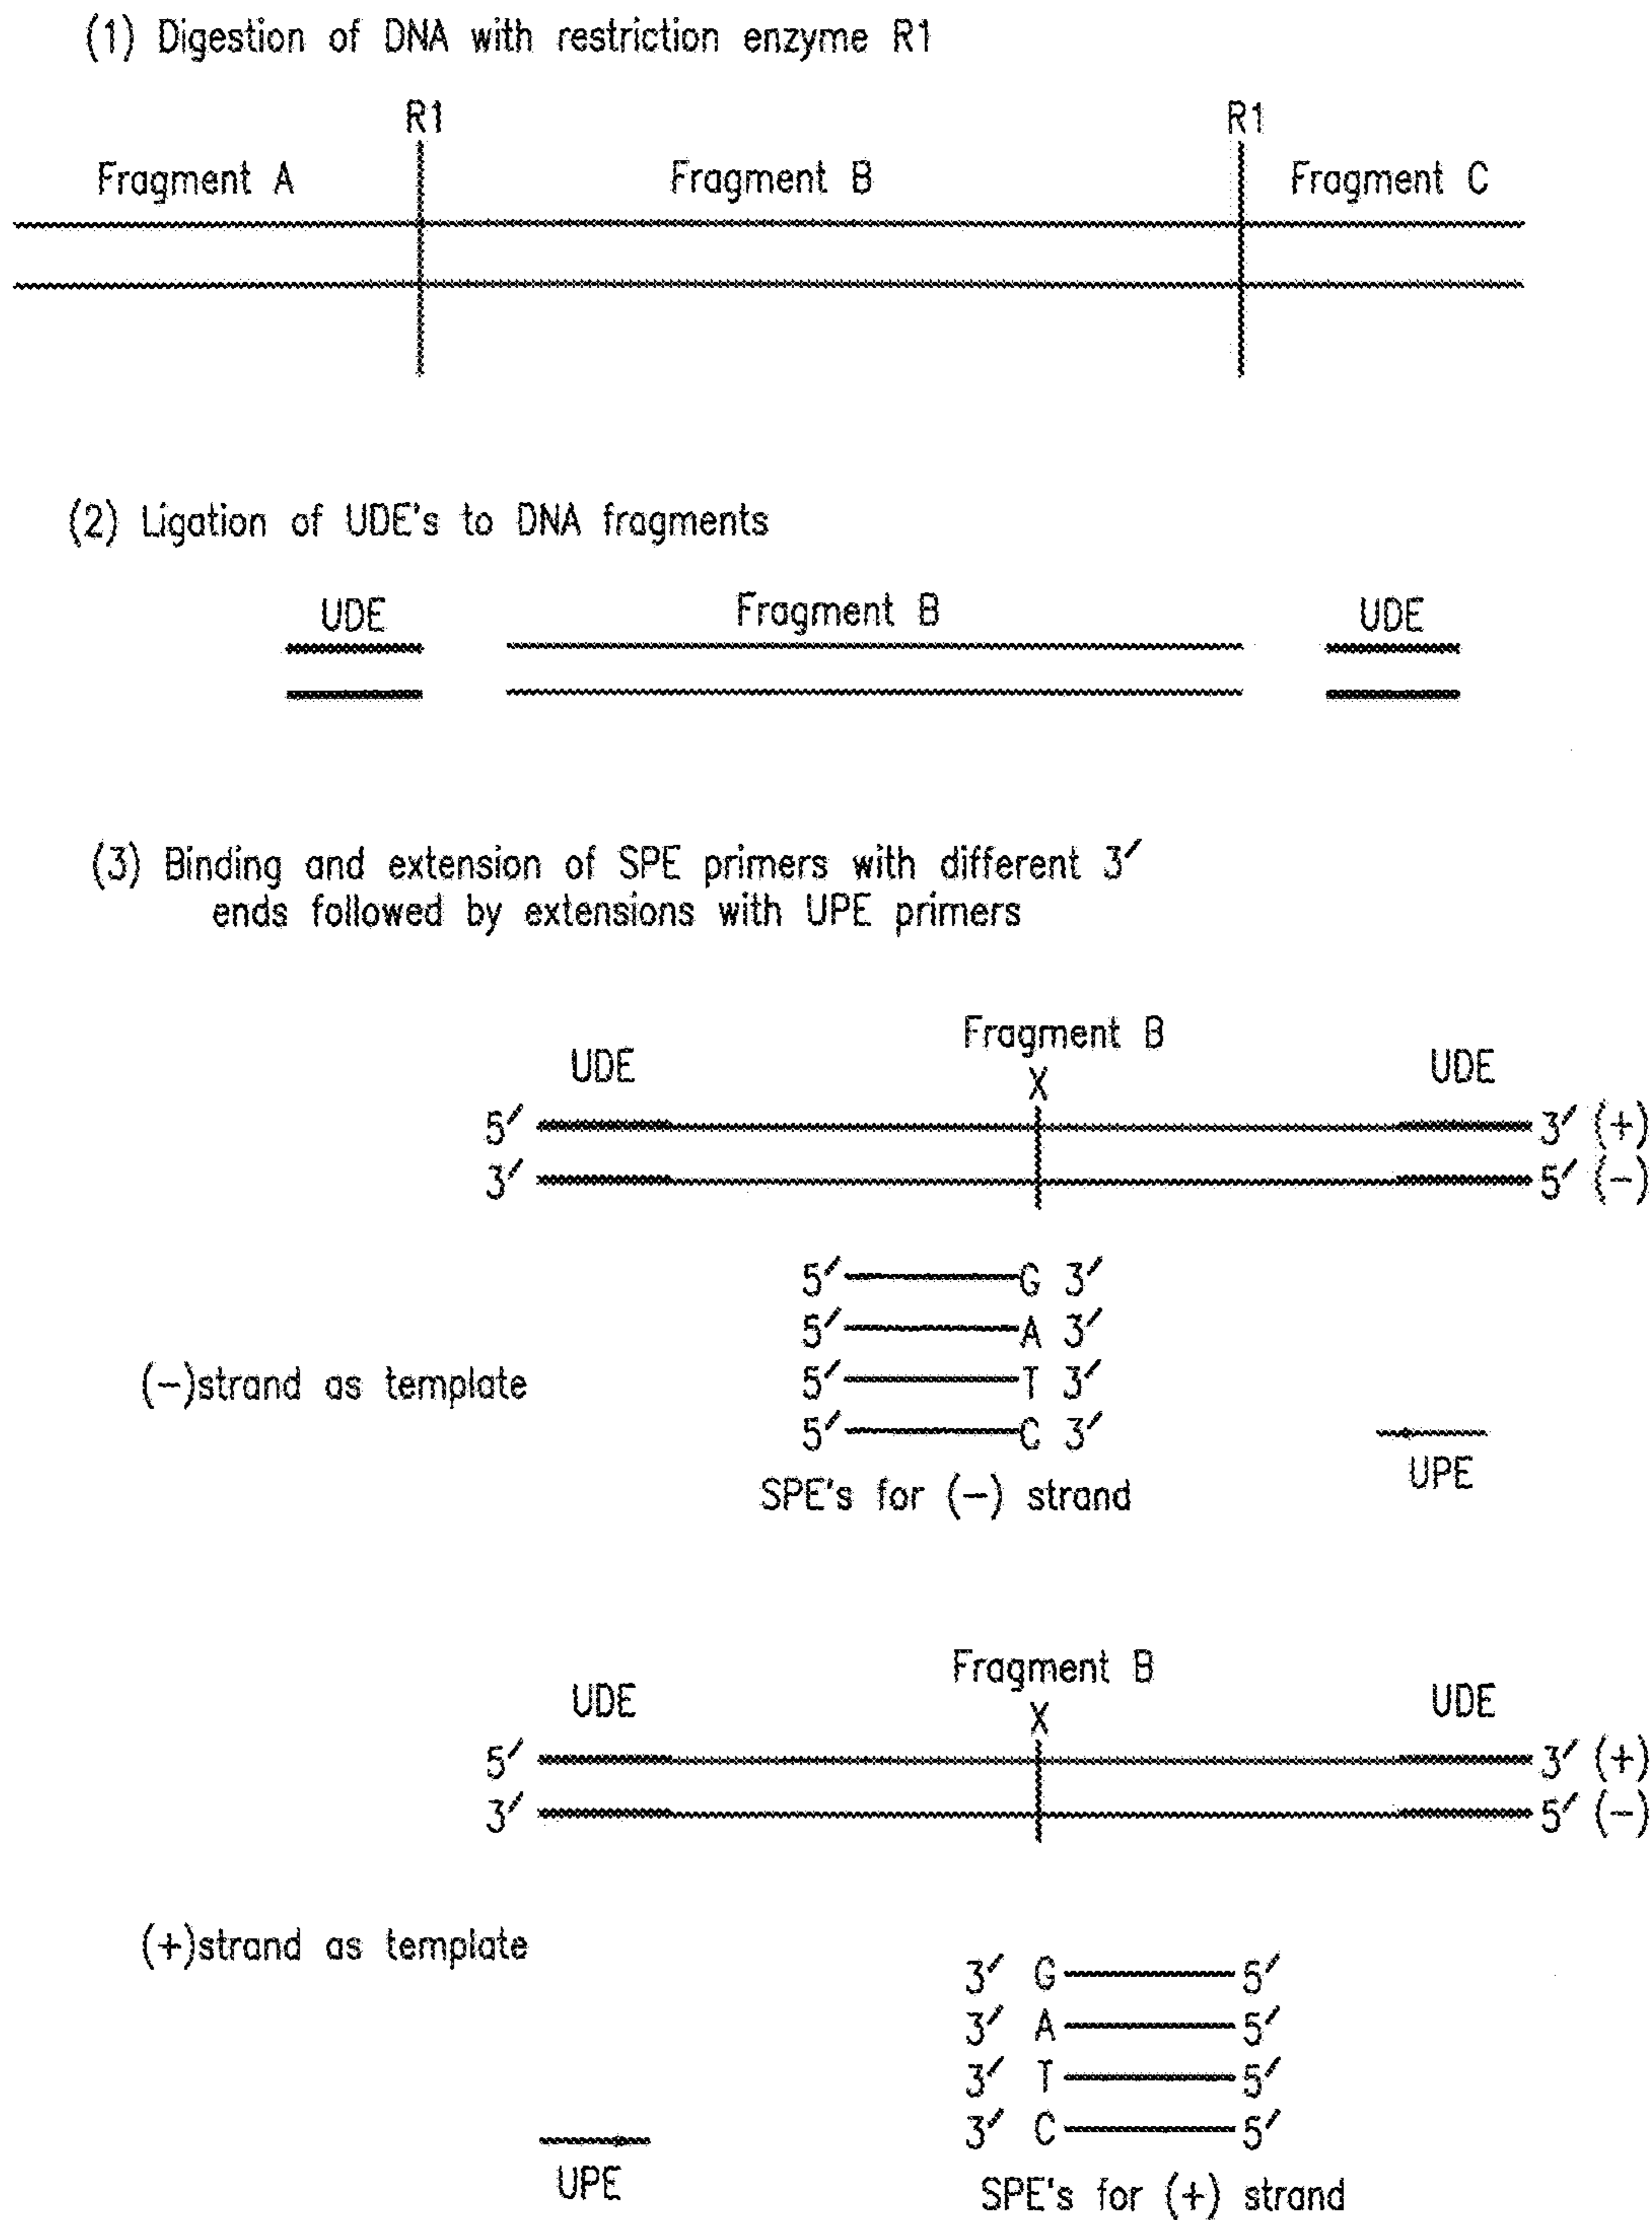 (1) Digestion of DNA with restriction enzyme R1
R1 R1
Fragment A Fragment B Fragment C
(2) Ligation of UDE's to DNA fragments
UDE Fragment B UDE
(3) Binding and extension of SPE primers with different 3′
ends followed by extensions with UPE primers
Fragment B
UDE X UDE
5′ 3′ (+)
3′ 5′ (-)
5′ G 3′
5′ A 3′
(-)strand as template 5′ T 3′
5′ C 3′
UPE
SPE's for (-) strand
Fragment B
UDE X UDE
5′ 3′ (+)
3′ 5′ (-)
(+)strand as template
3′ G 5′
3′ A 5′
3′ T 5′
3′ C 5′
UPE
SPE's for (+) strand